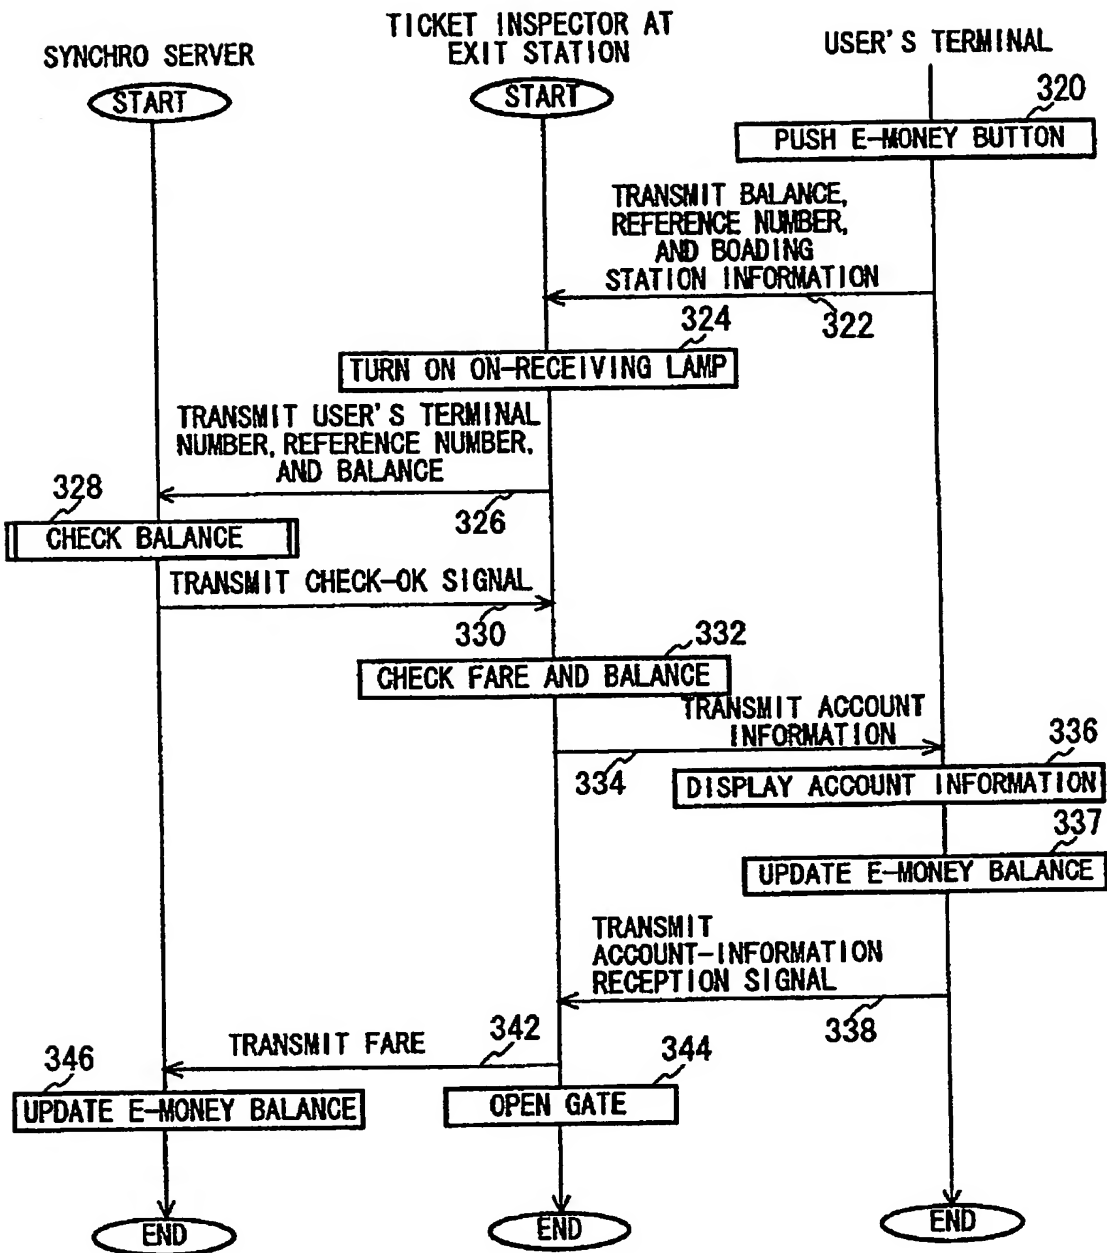 TICKET INSPECTOR AT
EXIT STATION
SYNCHRO SERVER
USER'S TERMINAL
START
START
320
PUSH E-MONEY BUTTON
TRANSMIT BALANCE,
REFERENCE NUMBER,
AND BOADING
STATION INFORMATION
322
324
TURN ON ON-RECEIVING LAMP
TRANSMIT USER'S TERMINAL
NUMBER, REFERENCE NUMBER,
AND BALANCE
326
328
CHECK BALANCE
TRANSMIT CHECK-OK SIGNAL
330
332
CHECK FARE AND BALANCE
TRANSMIT ACCOUNT
INFORMATION
334
336
DISPLAY ACCOUNT INFORMATION
337
UPDATE E-MONEY BALANCE
TRANSMIT
ACCOUNT-INFORMATION
RECEPTION SIGNAL
338
TRANSMIT FARE
342
344
346
UPDATE E-MONEY BALANCE
OPEN GATE
END
END
END